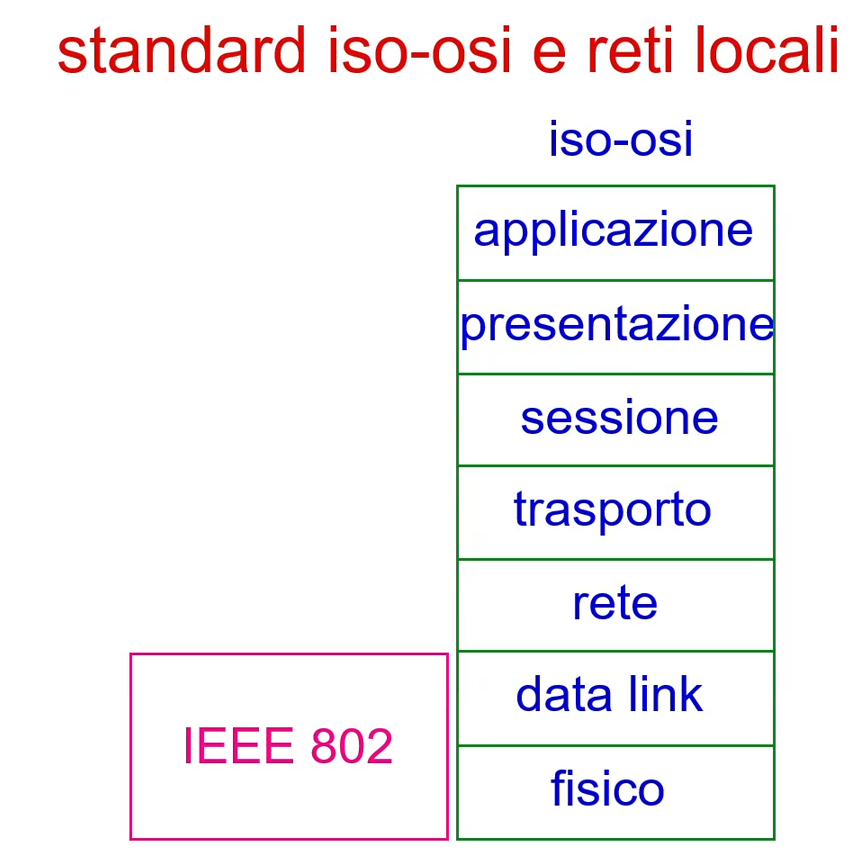 standard iso-osi e reti locali
iso-osi
applicazione
presentazione
sessione
trasporto
rete
data link
IEEE 802
fisico